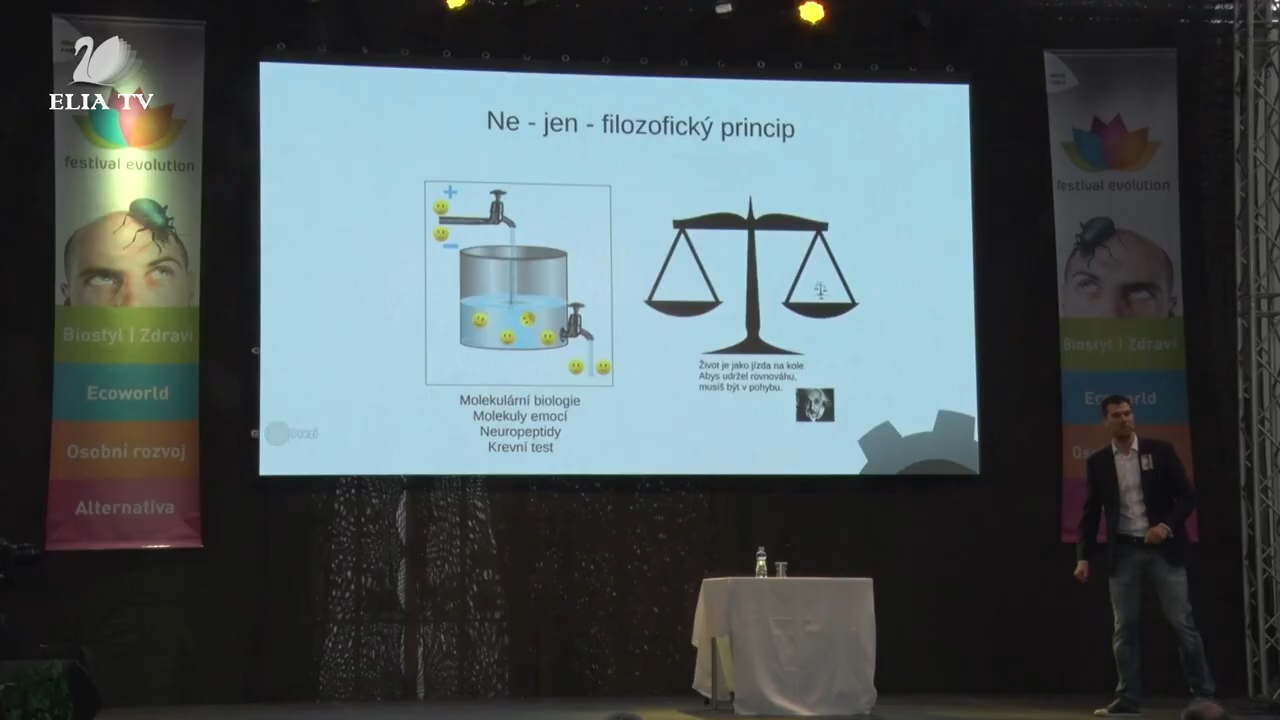 ELIA TV
festival evolution
Biostyl | Zdraví
Ecoworld
Osobní rozvoj
Alternativa
Ne - jen - filozofický princip
+
−
Molekulární biologie
Molekuly emocí
Neuropeptidy
Krevní test
Život je jako jízda na kole.
Abys udržel rovnováhu,
musíš být v pohybu.
Prezi
festival evolution
Biostyl | Zdraví